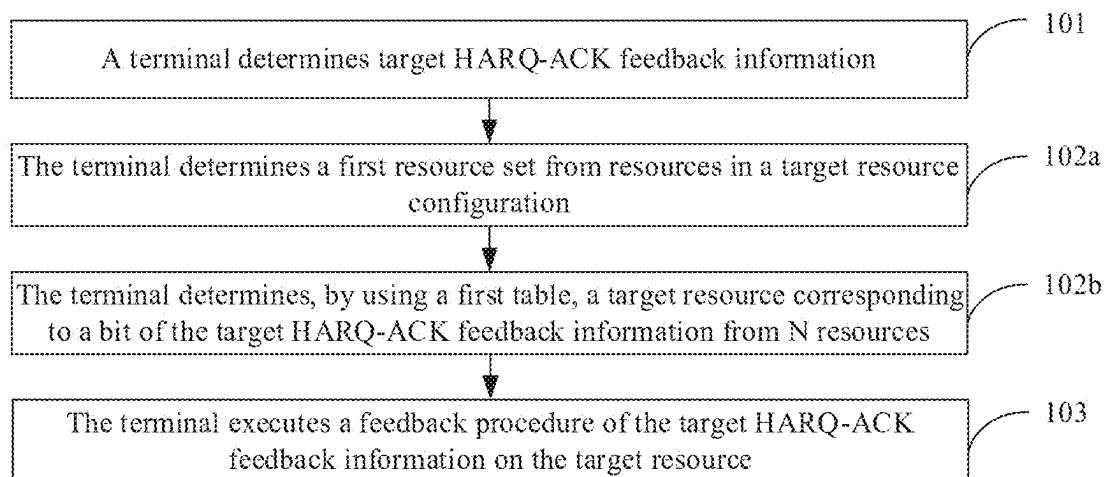 101
A terminal determines target HARQ-ACK feedback information
102a
The terminal determines a first resource set from resources in a target resource
configuration
102b
The terminal determines, by using a first table, a target resource corresponding
to a bit of the target HARQ-ACK feedback information from N resources
103
The terminal executes a feedback procedure of the target HARQ-ACK
feedback information on the target resource